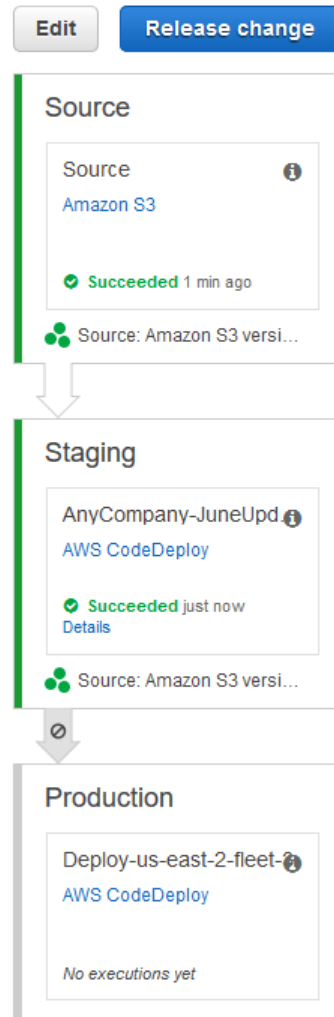 Edit Release change
Source
Source
Amazon S3
Succeeded 1 min ago
Source: Amazon S3 versi...
Staging
AnyCompany-JuneUpd
AWS CodeDeploy
Succeeded just now
Details
Source: Amazon S3 versi...
Production
Deploy-us-east-2-fleet-
AWS CodeDeploy
No executions yet